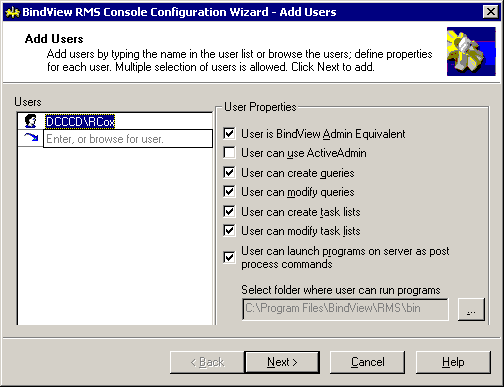 BindView RMS Console Configuration Wizard - Add Users
Add Users
Add users by typing the name in the user list or browse the users; define properties
for each user. Multiple selection of users is allowed. Click Next to add.
Users
DCCCD\RCox
Enter, or browse for user.
User Properties
User is BindView Admin Equivalent
User can use ActiveAdmin
User can create queries
User can modify queries
User can create task lists
User can modify task lists
User can launch programs on server as post
process commands
Select folder where user can run programs
C:\Program Files\BindView\RMS\bin
...
< Back
Next >
Cancel
Help